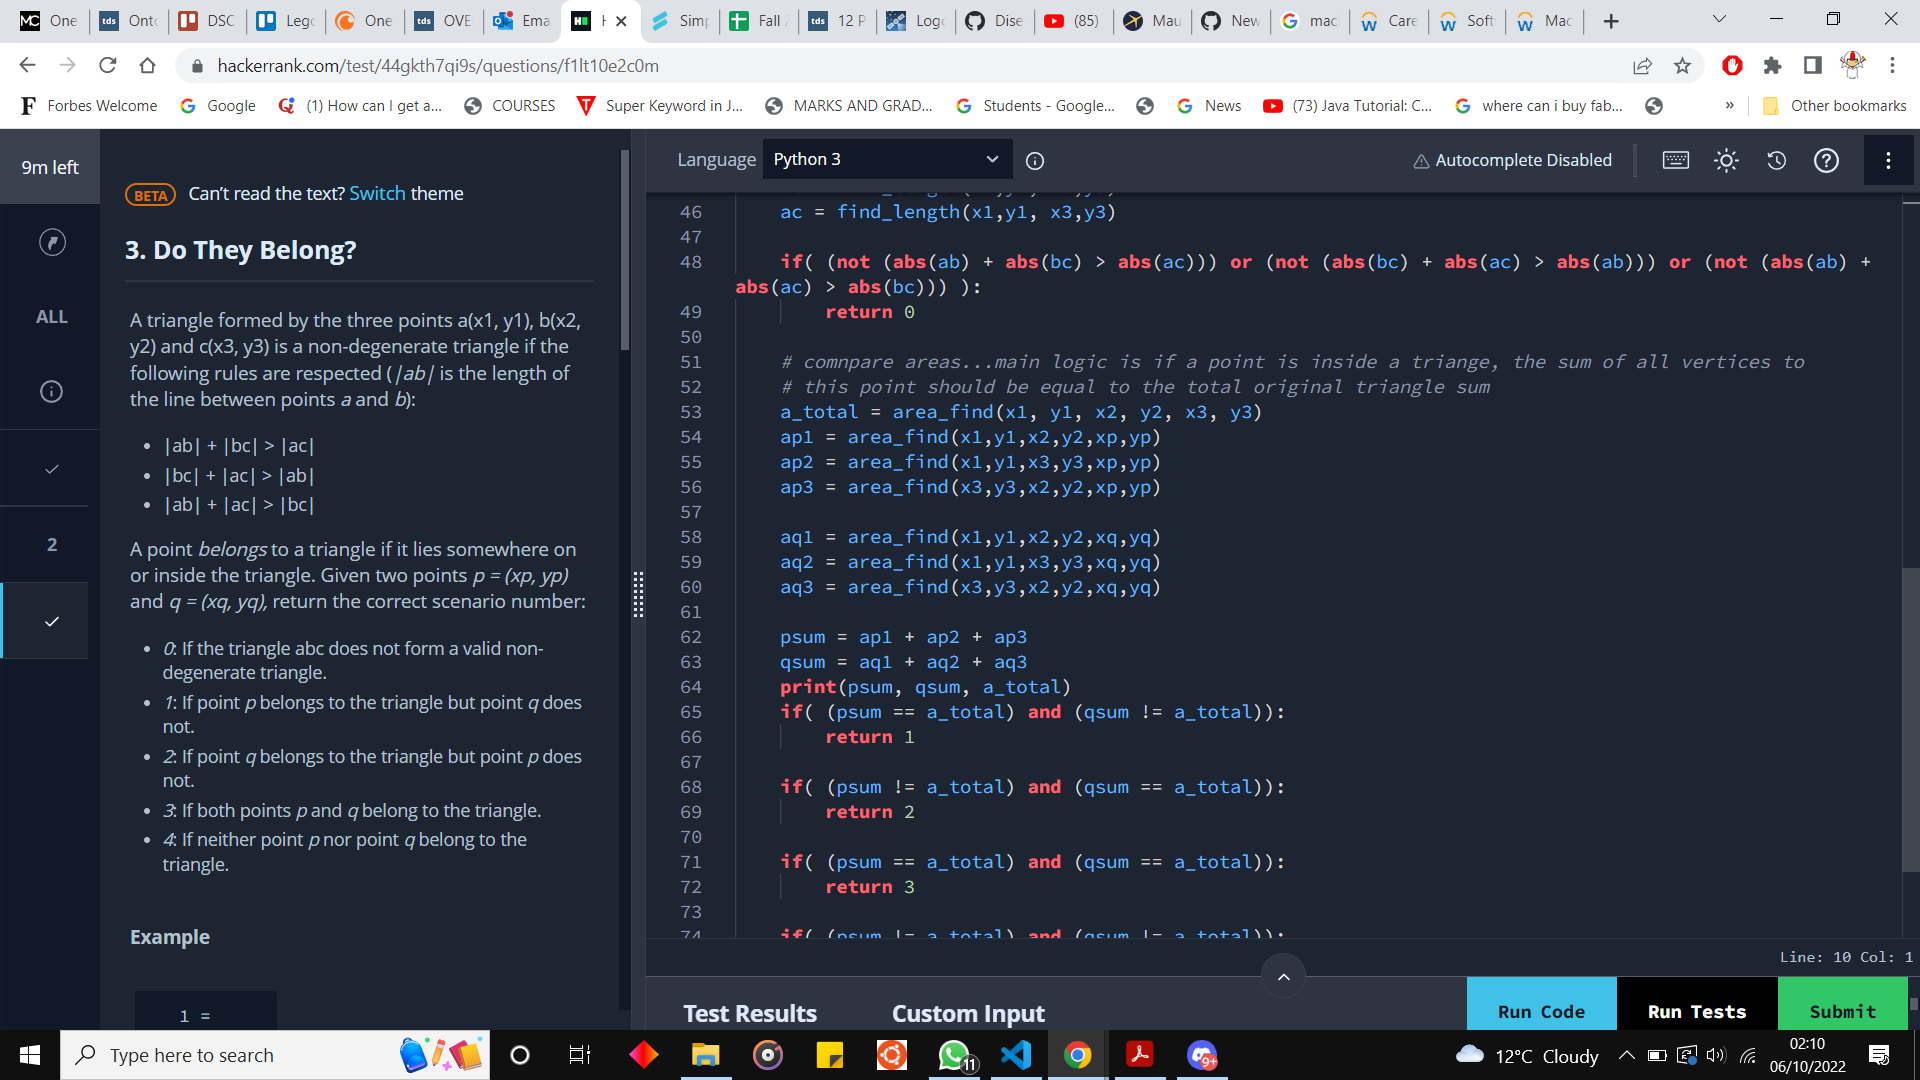 One
Onto
DSC
Lego
One
OVE
Ema
H
Simp
Fall 2
12 P
Logo
Dise
(85)
Mau
New
mac
Care
Soft
Mac
hackerrank.com/test/44gkth7qi9s/questions/f1lt10e2c0m
Forbes Welcome
Google
(1) How can I get a...
COURSES
Super Keyword in J...
MARKS AND GRAD...
Students - Google...
News
(73) Java Tutorial: C...
where can i buy fab...
»
Other bookmarks
9m left
ALL
2
BETA Can't read the text? Switch theme
3. Do They Belong?
A triangle formed by the three points a(x1, y1), b(x2,
y2) and c(x3, y3) is a non-degenerate triangle if the
following rules are respected (|ab| is the length of
the line between points a and b):
• |ab| + |bc| > |ac|
• |bc| + |ac| > |ab|
• |ab| + |ac| > |bc|
A point belongs to a triangle if it lies somewhere on
or inside the triangle. Given two points p = (xp, yp)
and q = (xq, yq), return the correct scenario number:
• 0: If the triangle abc does not form a valid non-
degenerate triangle.
• 1: If point p belongs to the triangle but point q does
not.
• 2: If point q belongs to the triangle but point p does
not.
• 3: If both points p and q belong to the triangle.
• 4: If neither point p nor point q belong to the
triangle.
Example
1 =
Language Python 3
Autocomplete Disabled
46 ac = find_length(x1,y1, x3,y3)
47
48 if( (not (abs(ab) + abs(bc) > abs(ac))) or (not (abs(bc) + abs(ac) > abs(ab))) or (not (abs(ab) +
abs(ac) > abs(bc))) ):
49 return 0
50
51 # comnpare areas...main logic is if a point is inside a triange, the sum of all vertices to
52 # this point should be equal to the total original triangle sum
53 a_total = area_find(x1, y1, x2, y2, x3, y3)
54 ap1 = area_find(x1,y1,x2,y2,xp,yp)
55 ap2 = area_find(x1,y1,x3,y3,xp,yp)
56 ap3 = area_find(x3,y3,x2,y2,xp,yp)
57
58 aq1 = area_find(x1,y1,x2,y2,xq,yq)
59 aq2 = area_find(x1,y1,x3,y3,xq,yq)
60 aq3 = area_find(x3,y3,x2,y2,xq,yq)
61
62 psum = ap1 + ap2 + ap3
63 qsum = aq1 + aq2 + aq3
64 print(psum, qsum, a_total)
65 if( (psum == a_total) and (qsum != a_total)):
66 return 1
67
68 if( (psum != a_total) and (qsum == a_total)):
69 return 2
70
71 if( (psum == a_total) and (qsum == a_total)):
72 return 3
73
74 if( (psum != a_total) and (qsum != a_total)):
Line: 10 Col: 1
Test Results
Custom Input
Run Code
Run Tests
Submit
Type here to search
11
9+
12°C Cloudy
02:10
06/10/2022